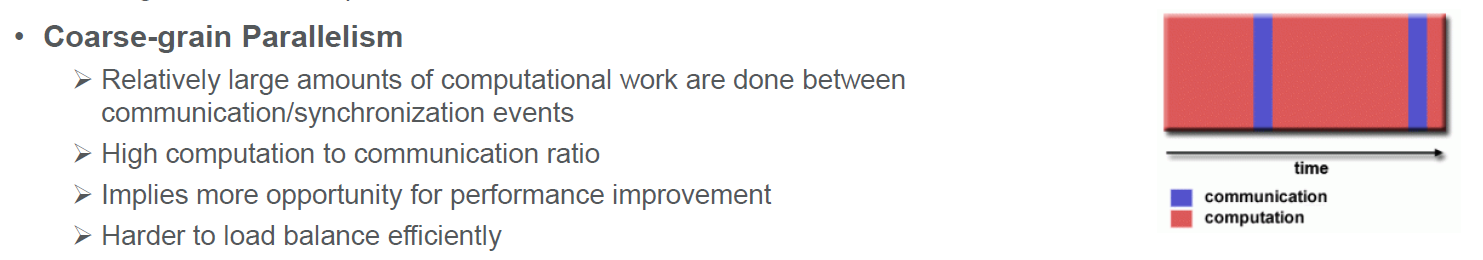 • Coarse-grain Parallelism
➢ Relatively large amounts of computational work are done between
communication/synchronization events
➢ High computation to communication ratio
➢ Implies more opportunity for performance improvement
➢ Harder to load balance efficiently
time
communication
computation